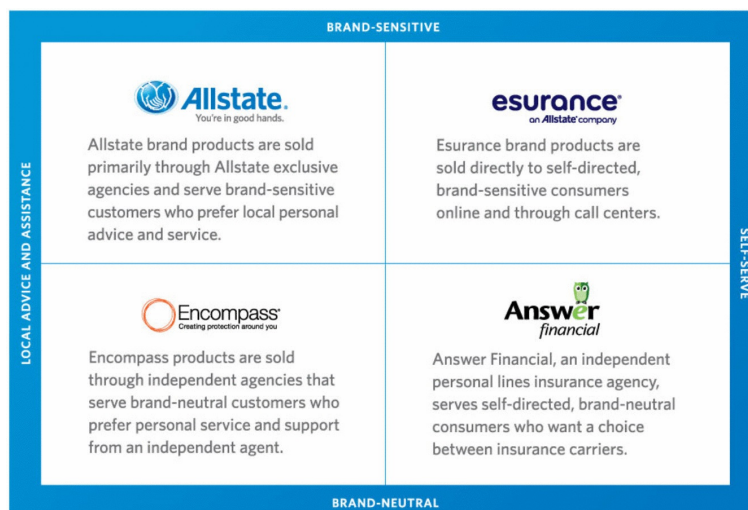 BRAND-SENSITIVE
LOCAL ADVICE AND ASSISTANCE
Allstate®
You're in good hands.
Allstate brand products are sold
primarily through Allstate exclusive
agencies and serve brand-sensitive
customers who prefer local personal
advice and service.
esurance®
an Allstate® company
Esurance brand products are
sold directly to self-directed,
brand-sensitive consumers
online and through call centers.
SELF-SERVE
Encompass®
Creating protection around you
Encompass products are sold
through independent agencies that
serve brand-neutral customers who
prefer personal service and support
from an independent agent.
Answer
financial
Answer Financial, an independent
personal lines insurance agency,
serves self-directed, brand-neutral
consumers who want a choice
between insurance carriers.
BRAND-NEUTRAL